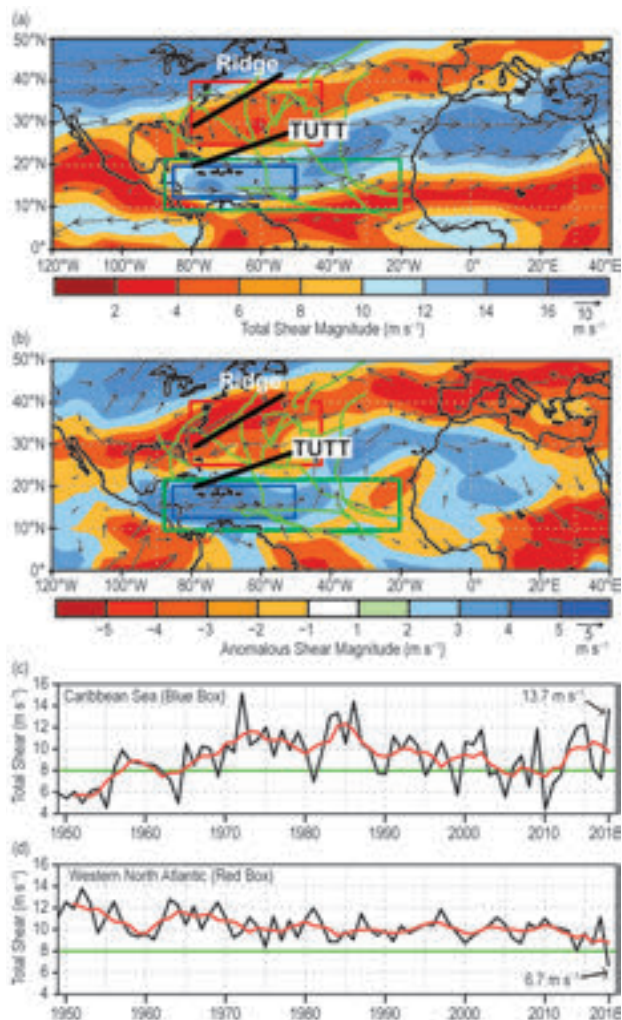 (a)
50°N
40°N
30°N
20°N
10°N
0°
Ridge
TUTT
120°W 100°W 80°W 60°W 40°W 20°W 0° 20°E 40°E
2 4 6 8 10 12 14 16 10
Total Shear Magnitude (m s⁻¹) m s⁻¹
(b)
50°N
40°N
30°N
20°N
10°N
0°
Ridge
TUTT
120°W 100°W 80°W 60°W 40°W 20°W 0° 20°E 40°E
−5 −4 −3 −2 −1 1 2 3 4 5 5
Anomalous Shear Magnitude (m s⁻¹) m s⁻¹
(c)
Total Shear (m s⁻¹)
16
14
12
10
8
6
4
Caribbean Sea (Blue Box) 13.7 m s⁻¹
1950 1960 1970 1980 1990 2000 2010 2018
(d)
Total Shear (m s⁻¹)
16
14
12
10
8
6
4
Western North Atlantic (Red Box)
6.7 m s⁻¹
1950 1960 1970 1980 1990 2000 2010 2018